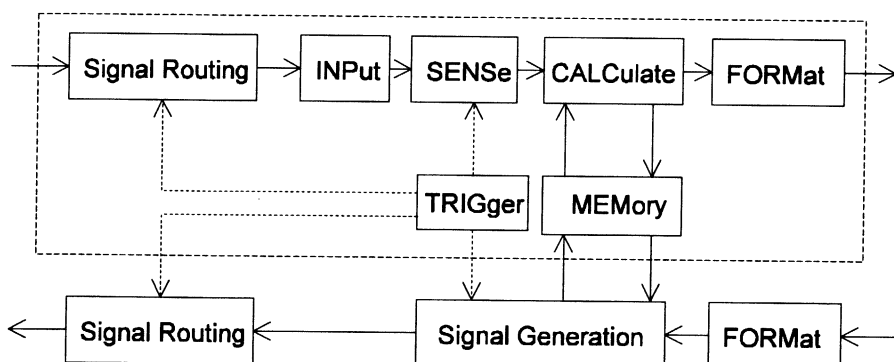 Signal Routing
INPut
SENSe
CALCulate
FORMat
TRIGger
MEMory
Signal Routing
Signal Generation
FORMat